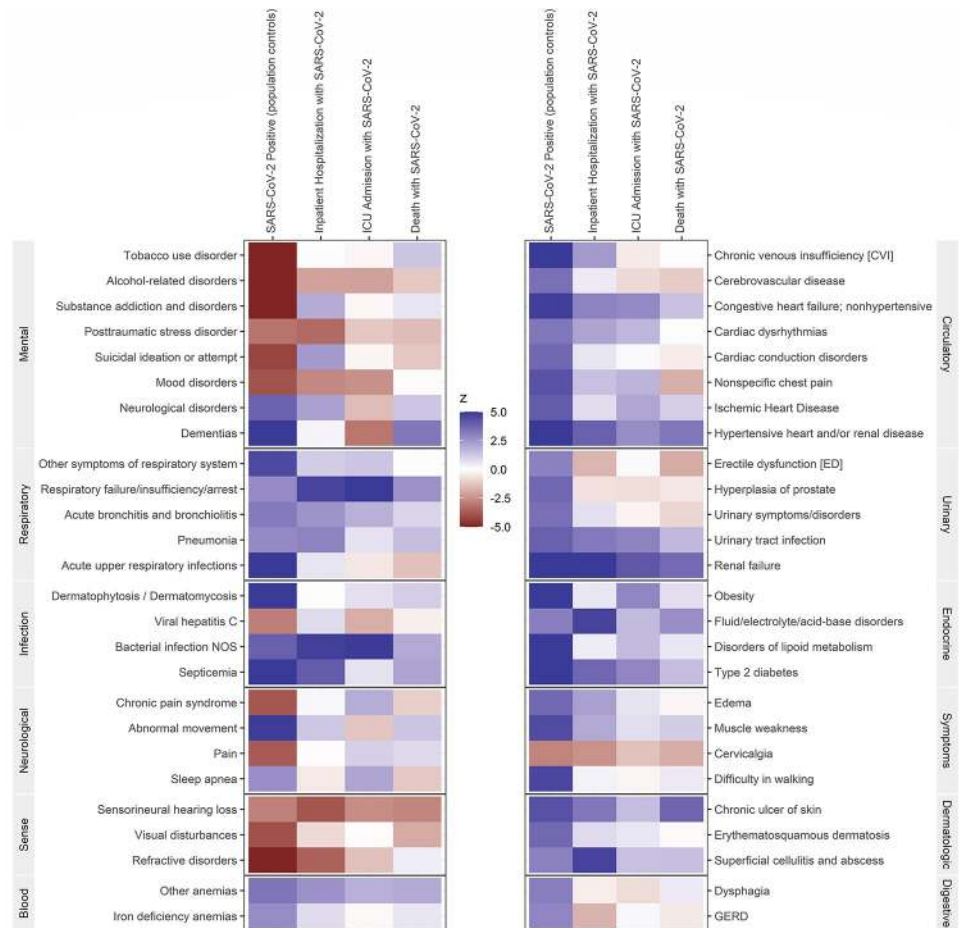 SARS-CoV-2 Positive (population controls)
Inpatient Hospitalization with SARS-CoV-2
ICU Admission with SARS-CoV-2
Death with SARS-CoV-2
SARS-CoV-2 Positive (population controls)
Inpatient Hospitalization with SARS-CoV-2
ICU Admission with SARS-CoV-2
Death with SARS-CoV-2
Mental
Tobacco use disorder
Alcohol-related disorders
Substance addiction and disorders
Posttraumatic stress disorder
Suicidal ideation or attempt
Mood disorders
Neurological disorders
Dementias
Respiratory
Other symptoms of respiratory system
Respiratory failure/insufficiency/arrest
Acute bronchitis and bronchiolitis
Pneumonia
Acute upper respiratory infections
Infection
Dermatophytosis / Dermatomycosis
Viral hepatitis C
Bacterial infection NOS
Septicemia
Neurological
Chronic pain syndrome
Abnormal movement
Pain
Sleep apnea
Sense
Sensorineural hearing loss
Visual disturbances
Refractive disorders
Blood
Other anemias
Iron deficiency anemias
z
5.0
2.5
0.0
-2.5
-5.0
Chronic venous insufficiency [CVI]
Cerebrovascular disease
Congestive heart failure; nonhypertensive
Cardiac dysrhythmias
Cardiac conduction disorders
Nonspecific chest pain
Ischemic Heart Disease
Hypertensive heart and/or renal disease
Circulatory
Erectile dysfunction [ED]
Hyperplasia of prostate
Urinary symptoms/disorders
Urinary tract infection
Renal failure
Urinary
Obesity
Fluid/electrolyte/acid-base disorders
Disorders of lipoid metabolism
Type 2 diabetes
Endocrine
Edema
Muscle weakness
Cervicalgia
Difficulty in walking
Symptoms
Chronic ulcer of skin
Erythematosquamous dermatosis
Superficial cellulitis and abscess
Dermatologic
Dysphagia
GERD
Digestive